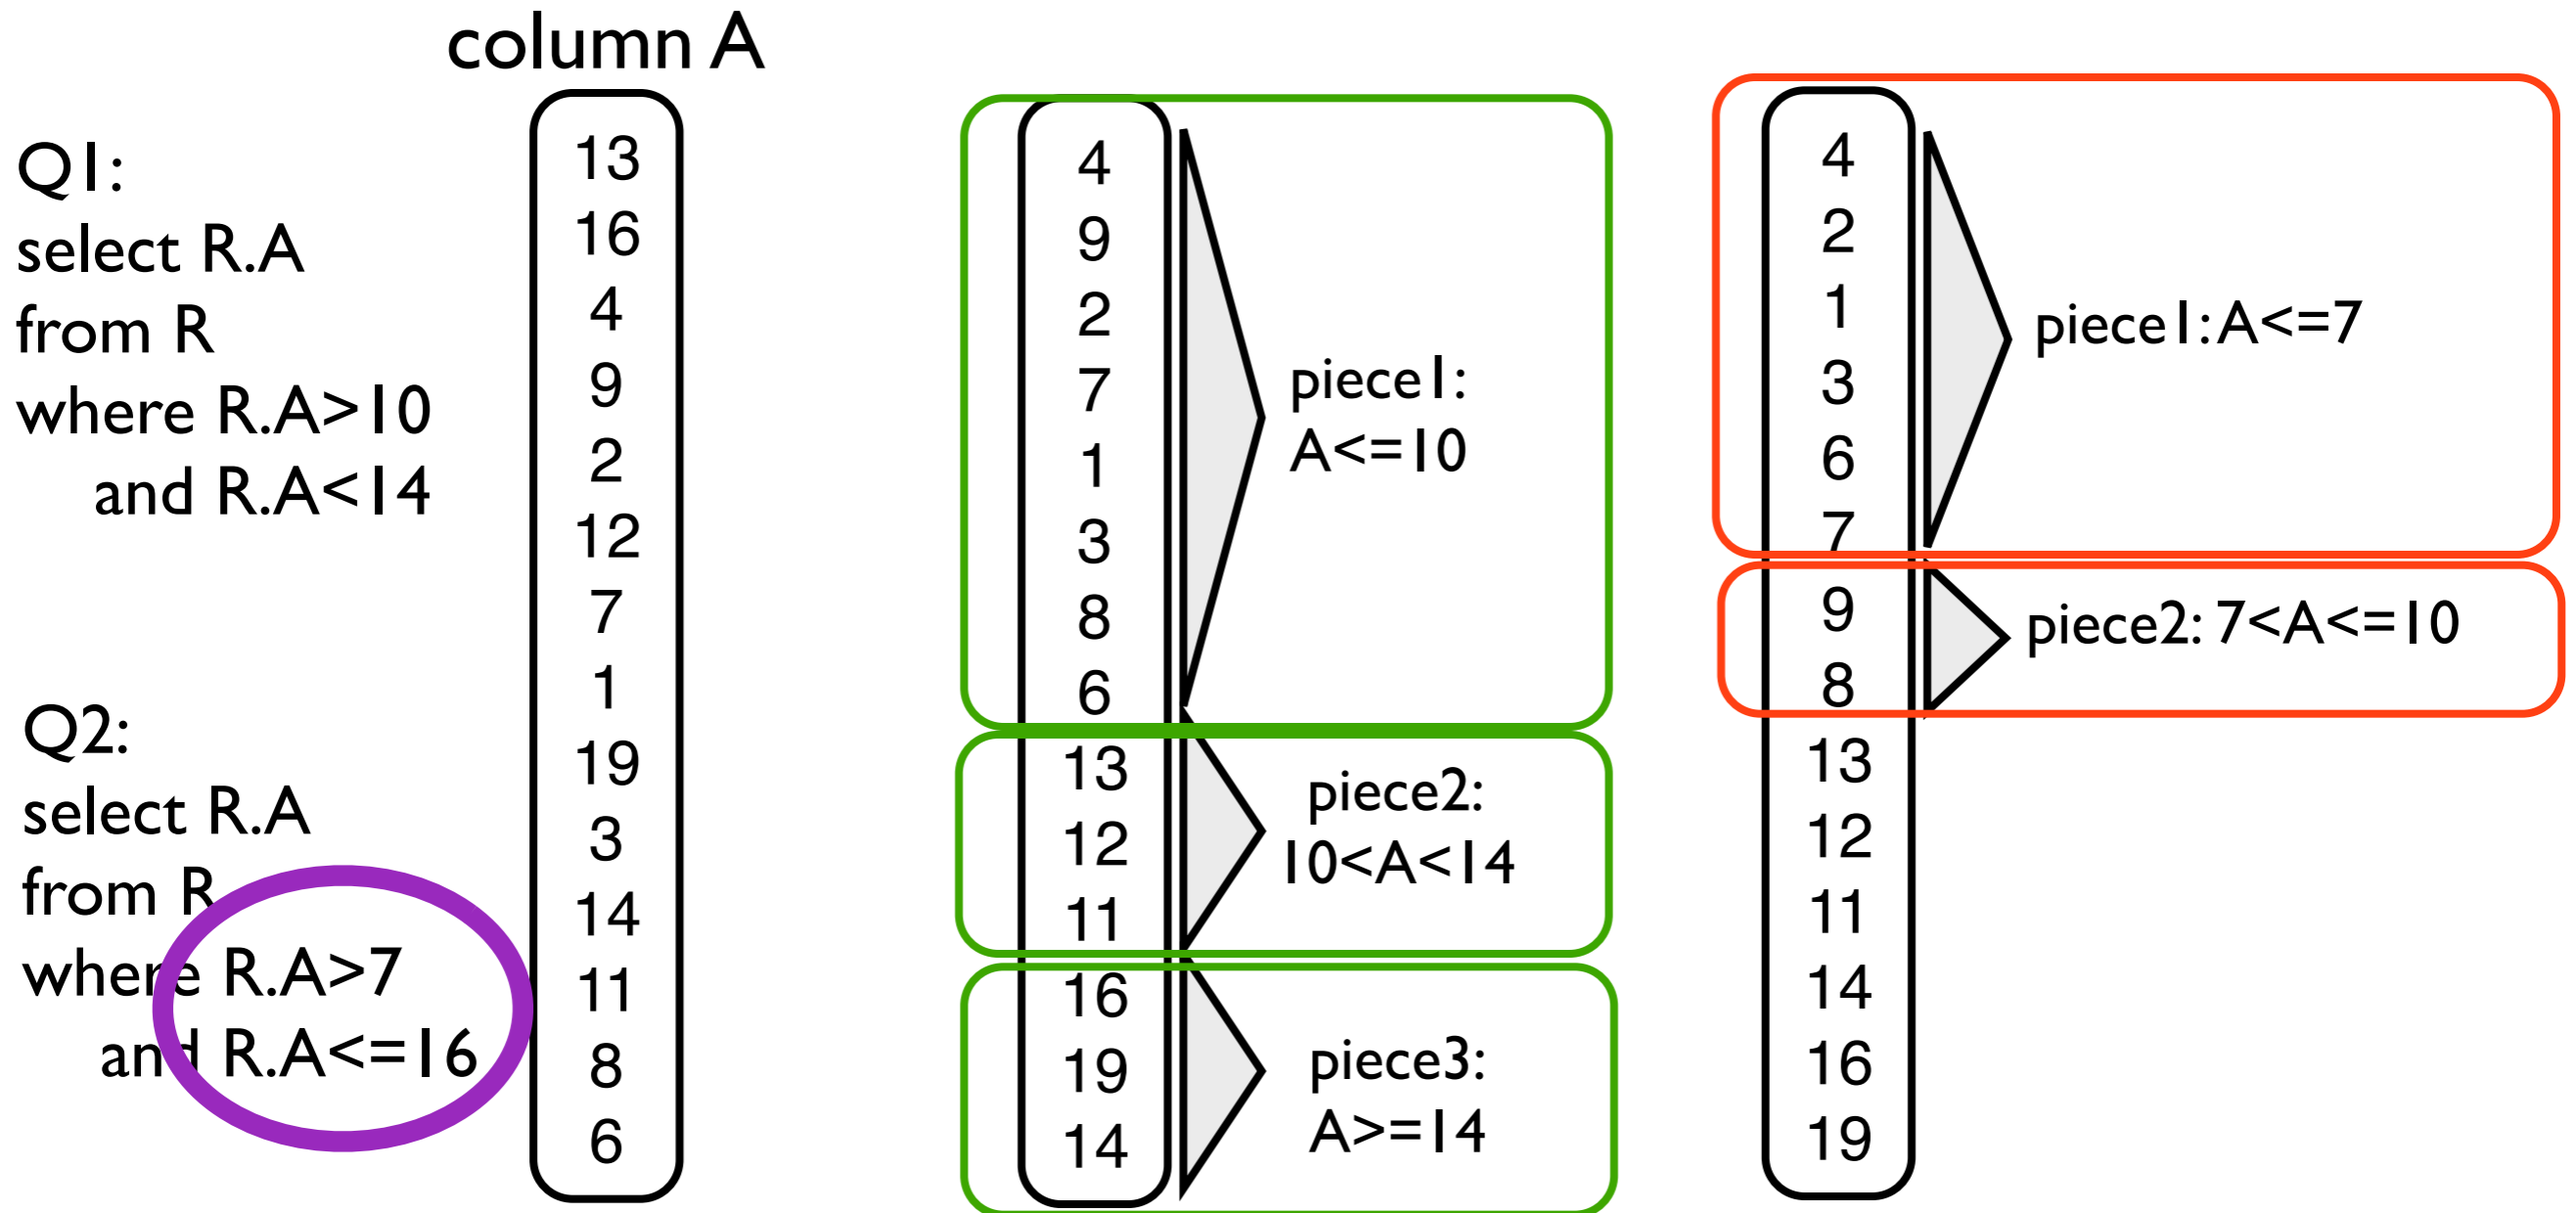 column A
Q1:
select R.A
from R
where R.A>10
and R.A<14
Q2:
select R.A
from R
where R.A>7
and R.A<=16
13
16
4
9
2
12
7
1
19
3
14
11
8
6
4
9
2
7
1
3
8
6
13
12
11
16
19
14
piece1:
A<=10
piece2:
10<A<14
piece3:
A>=14
4
2
1
3
6
7
9
8
13
12
11
14
16
19
piece1: A<=7
piece2: 7<A<=10